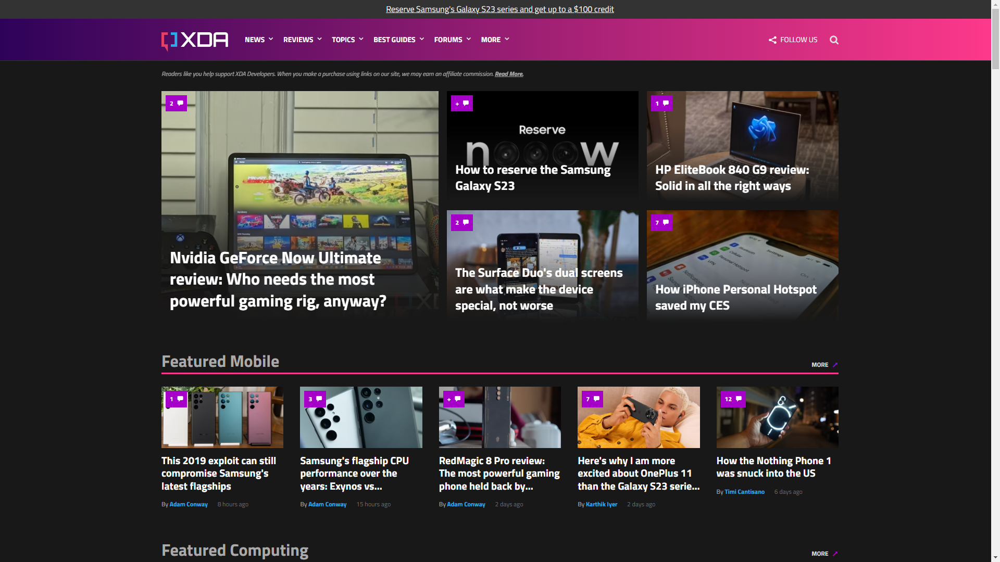 Reserve Samsung's Galaxy S23 series and get up to a $100 credit
XDA
NEWS
REVIEWS
TOPICS
BEST GUIDES
FORUMS
MORE
FOLLOW US
Readers like you help support XDA Developers. When you make a purchase using links on our site, we may earn an affiliate commission. Read More.
2
Nvidia GeForce Now Ultimate
review: Who needs the most
powerful gaming rig, anyway?
+
Reserve
nooow
How to reserve the Samsung
Galaxy S23
1
HP EliteBook 840 G9 review:
Solid in all the right ways
2
The Surface Duo's dual screens
are what make the device
special, not worse
7
Settings
Cellular
Personal Hotspot
VPN
On
Notifications
How iPhone Personal Hotspot
saved my CES
Featured Mobile
MORE
1
This 2019 exploit can still
compromise Samsung's
latest flagships
By Adam Conway 8 hours ago
3
Samsung's flagship CPU
performance over the
years: Exynos vs...
By Adam Conway 15 hours ago
+
RedMagic 8 Pro review:
The most powerful gaming
phone held back by...
By Adam Conway 2 days ago
7
Here's why I am more
excited about OnePlus 11
than the Galaxy S23 serie...
By Karthik Iyer 2 days ago
12
How the Nothing Phone 1
was snuck into the US
By Timi Cantisano 6 days ago
Featured Computing
MORE